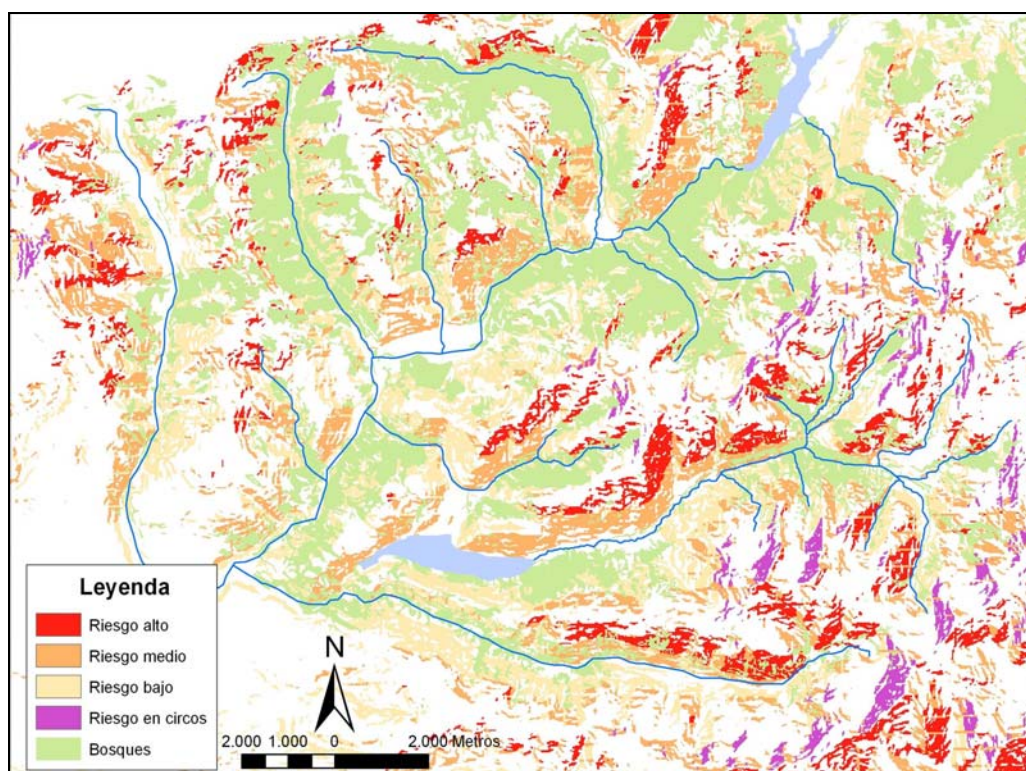 Leyenda
Riesgo alto
Riesgo medio
Riesgo bajo
Riesgo en circos
Bosques
N
2.000 1.000 0 2.000 Metros